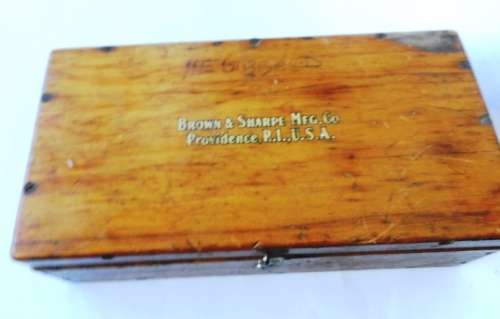 Brown & Sharpe Mfg. Co.
Providence, R.I., U.S.A.